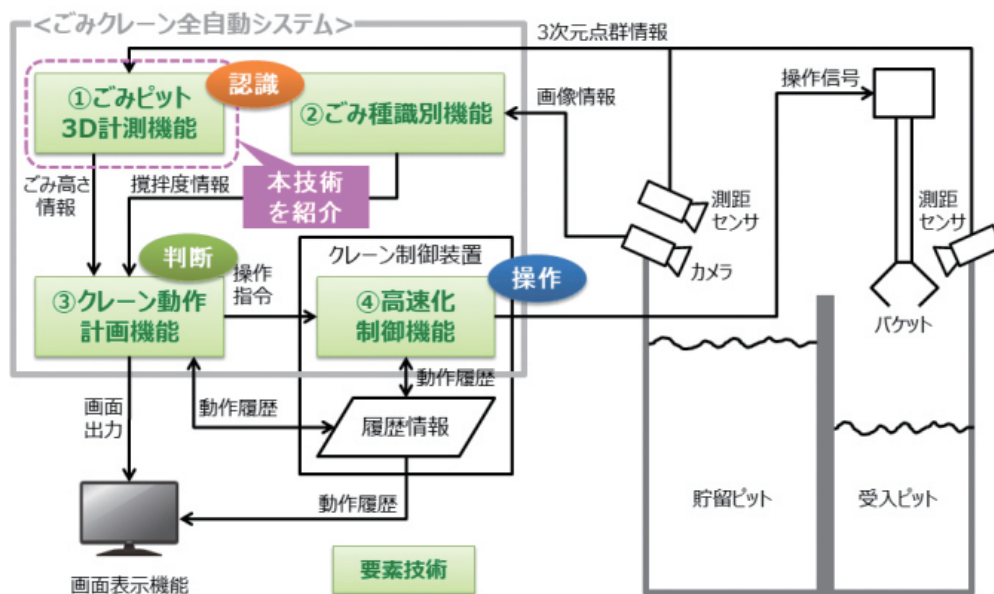 <ごみクレーン全自動システム>
3次元点群情報
認識
①ごみピット
3D計測機能
②ごみ種識別機能
画像情報
操作信号
ごみ高さ
情報
撹拌度情報
本技術
を紹介
測距
センサ
測距
センサ
カメラ
判断
操作
指令
クレーン制御装置
操作
③クレーン動作
計画機能
④高速化
制御機能
バケット
動作履歴
画面
出力
動作履歴
履歴情報
動作履歴
貯留ピット
受入ピット
画面表示機能
要素技術